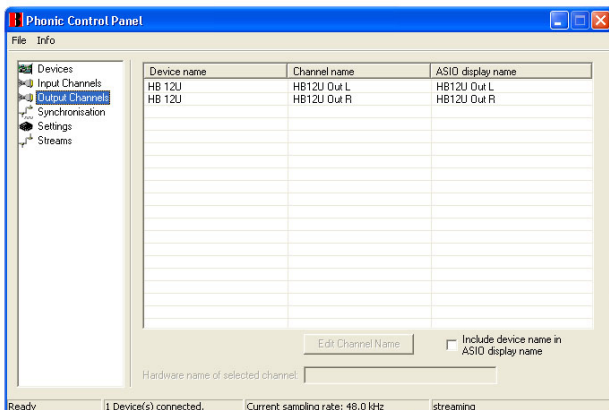 Phonic Control Panel
File Info
Devices
Input Channels
Output Channels
Synchronisation
Settings
Streams
Device name Channel name ASIO display name
HB 12U HB12U Out L HB12U Out L
HB 12U HB12U Out R HB12U Out R
Edit Channel Name
Include device name in
ASIO display name
Hardware name of selected channel:
Ready 1 Device(s) connected. Current sampling rate: 48.0 kHz streaming